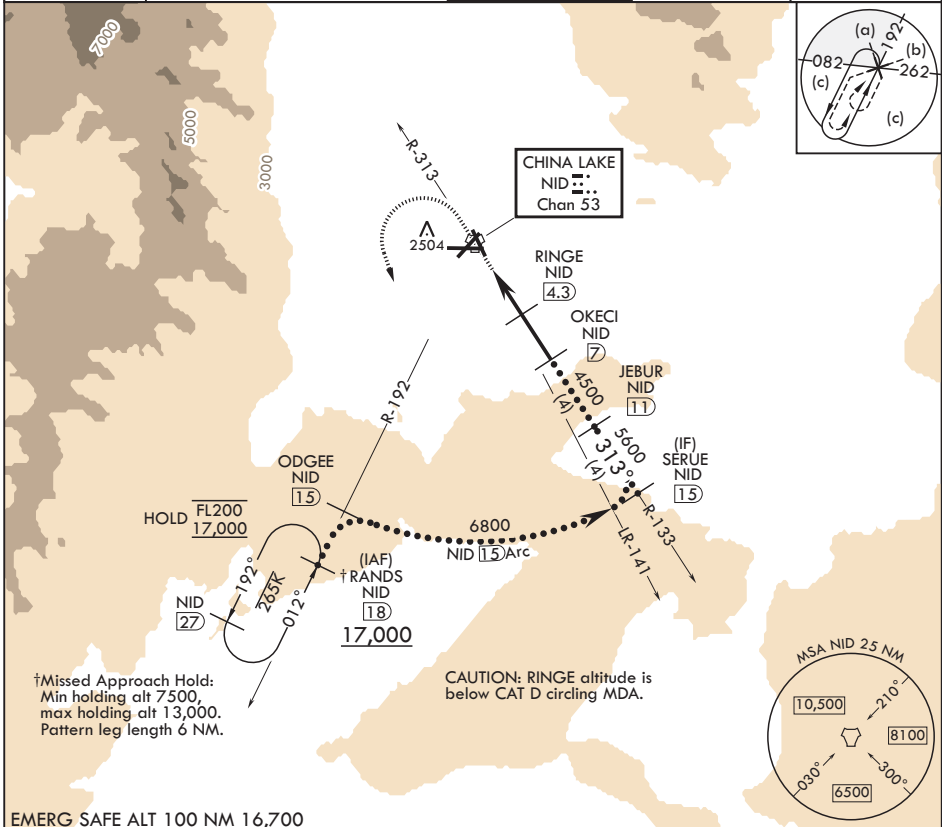 7000
5000
3000
(a)
192
(b)
082
262
(c)
(c)
R-313
CHINA LAKE
NID
Chan 53
2504
RINGE
NID
4.3
OKECI
NID
7
4500
(4)
JEBUR
NID
11
5600
313°
(4)
(IF)
SERUE
NID
15
R-133
LR-141
R-192
ODGEE
NID
15
HOLD FL200
17,000
6800
NID 15 Arc
(IAF)
†RANDS
NID
18
17,000
192°
265K
012°
NID
27
†Missed Approach Hold:
Min holding alt 7500,
max holding alt 13,000.
Pattern leg length 6 NM.
CAUTION: RINGE altitude is
below CAT D circling MDA.
MSA NID 25 NM
10,500
210°
8100
030°
300°
6500
EMERG SAFE ALT 100 NM 16,700